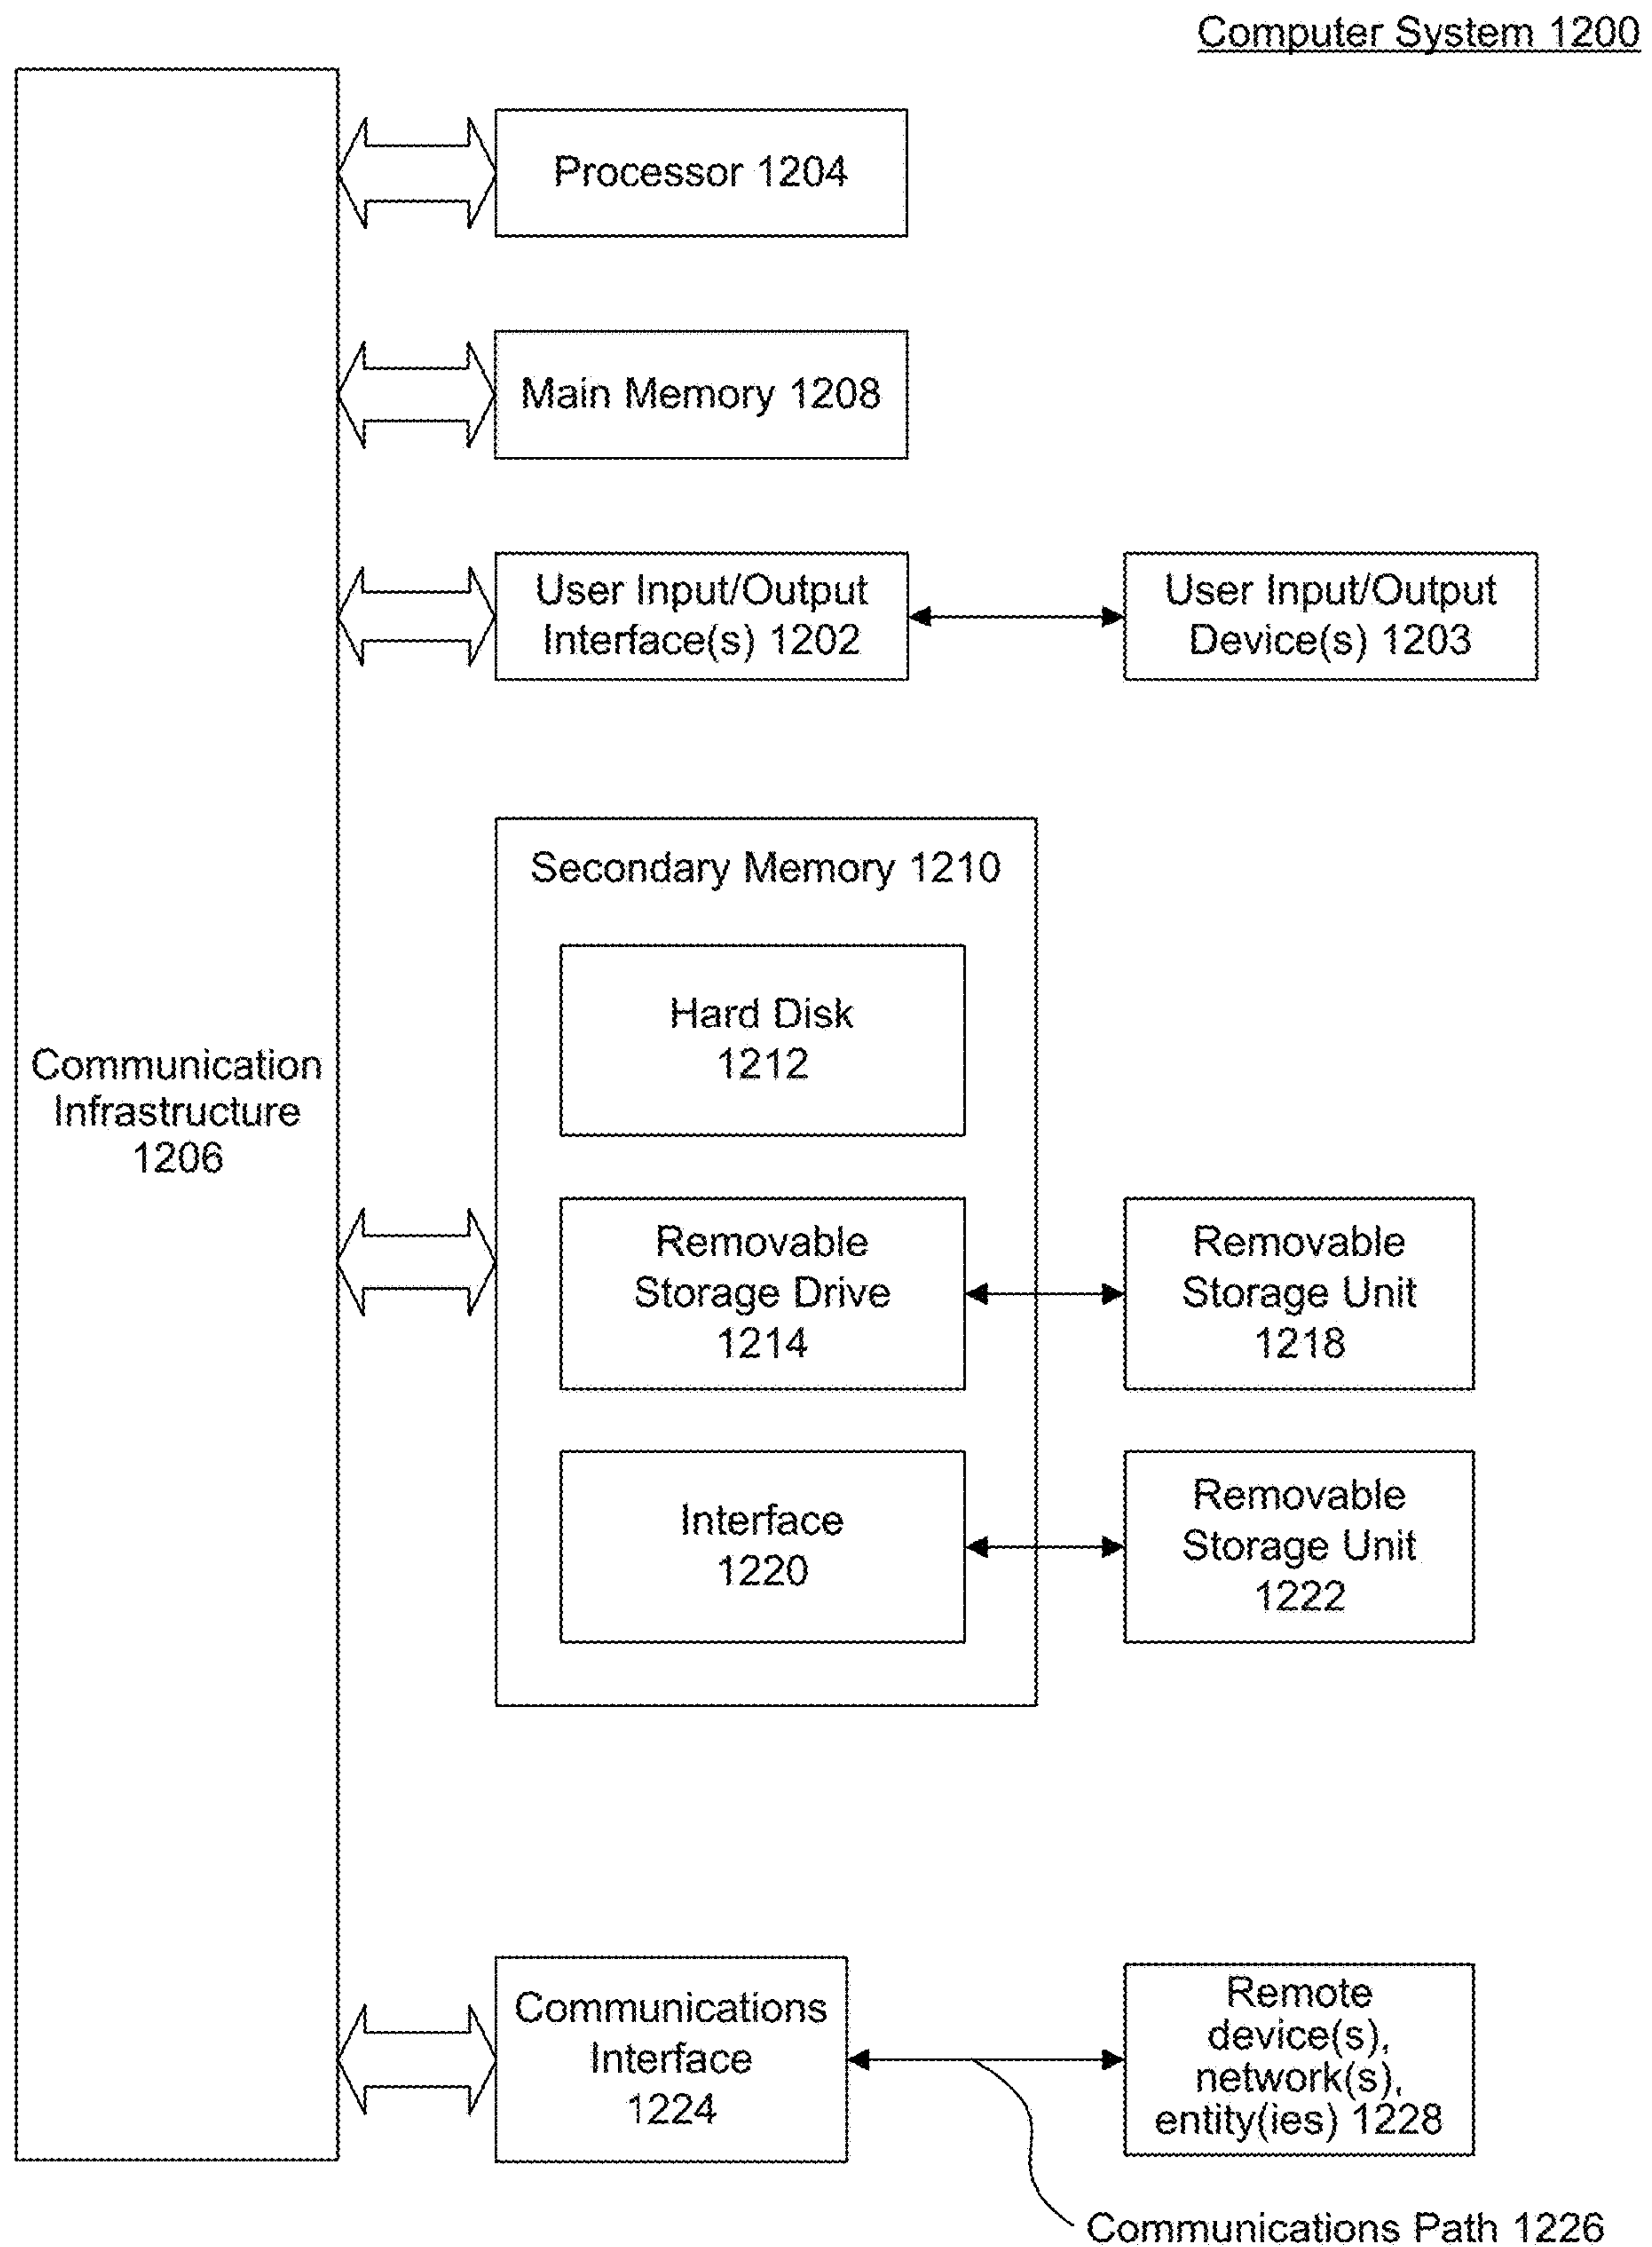 Computer System 1200
Processor 1204
Main Memory 1208
User Input/Output
Interface(s) 1202
User Input/Output
Device(s) 1203
Secondary Memory 1210
Hard Disk
1212
Communication
Infrastructure
1206
Removable
Storage Drive
1214
Removable
Storage Unit
1218
Interface
1220
Removable
Storage Unit
1222
Communications
Interface
1224
Remote
device(s),
network(s),
entity(ies) 1228
Communications Path 1226